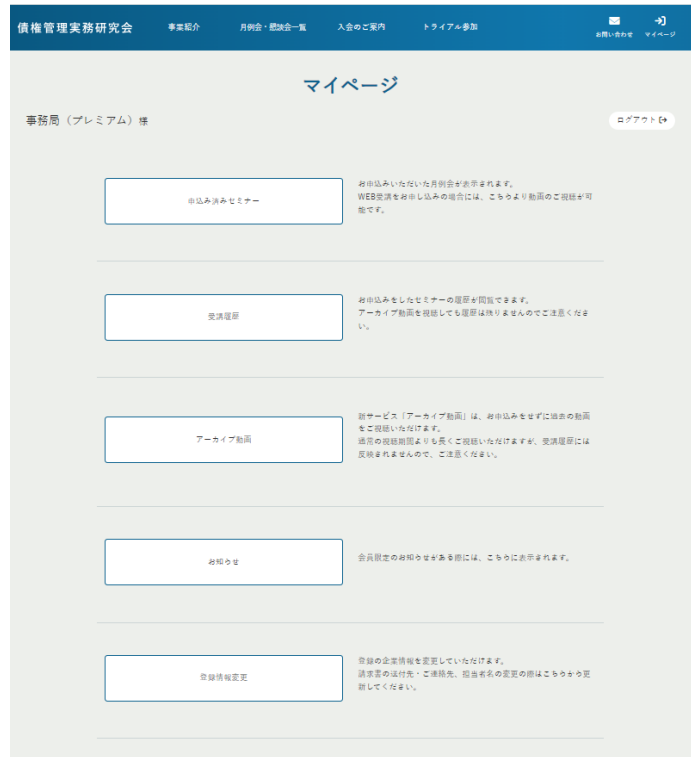 債権管理実務研究会
事業紹介
月例会・懇談会一覧
入会のご案内
トライアル参加
お問い合わせ
マイページ
マイページ
事務局（プレミアム）様
ログアウト
申込み済みセミナー
お申込みいただいた月例会が表示されます。
WEB受講をお申し込みの場合には、こちらより動画のご視聴が可
能です。
受講履歴
お申込みをしたセミナーの履歴が閲覧できます。
アーカイブ動画を視聴しても履歴は残りませんのでご注意くださ
い。
アーカイブ動画
新サービス「アーカイブ動画」は、お申込みをせずに過去の動画
をご視聴いただけます。
通常の視聴期間よりも長くご視聴いただけますが、受講履歴には
反映されませんので、ご注意ください。
お知らせ
会員限定のお知らせがある際には、こちらに表示されます。
登録情報変更
登録の企業情報を変更していただけます。
請求書の送付先・ご連絡先、担当者名の変更の際はこちらから更
新してください。